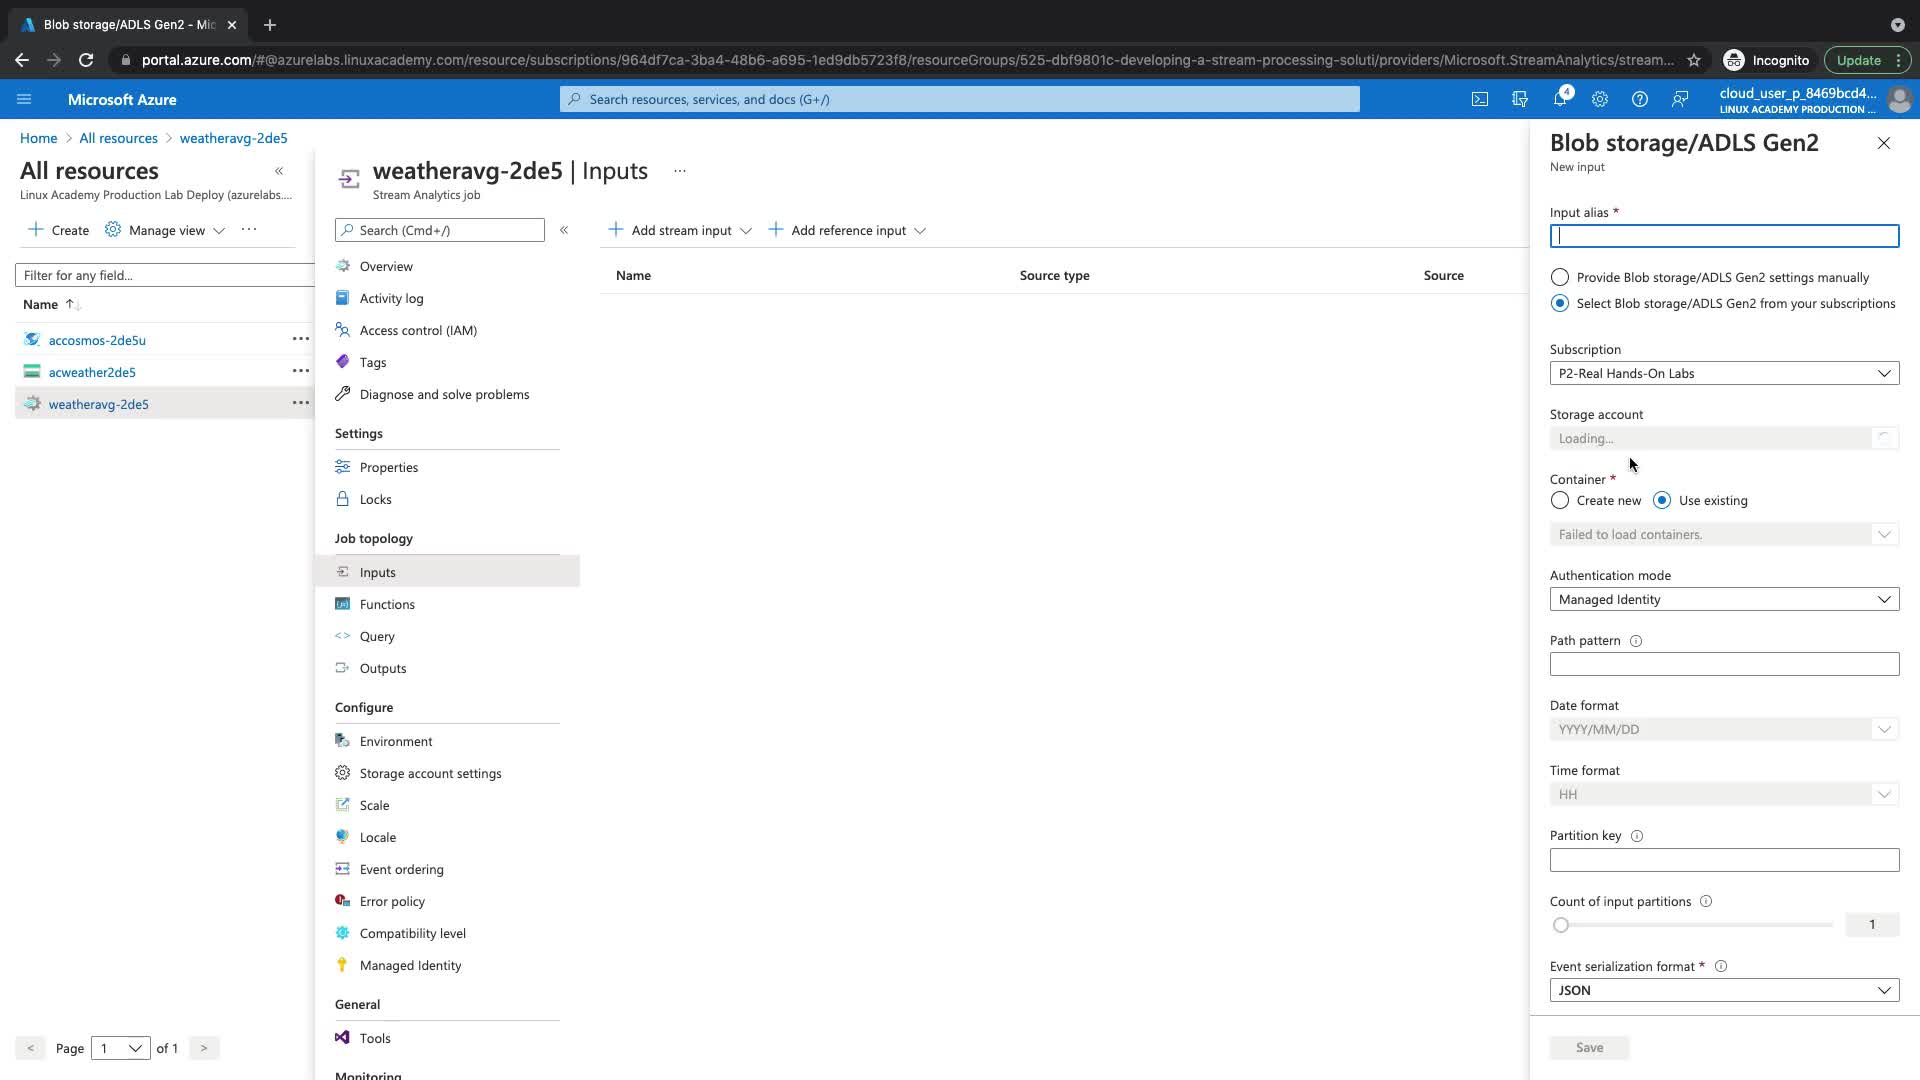 Blob storage/ADLS Gen2 - Mic
portal.azure.com/#@azurelabs.linuxacademy.com/resource/subscriptions/964df7ca-3ba4-48b6-a695-1ed9db5723f8/resourceGroups/525-dbf9801c-developing-a-stream-processing-soluti/providers/Microsoft.StreamAnalytics/stream...
Incognito
Update
Microsoft Azure
Search resources, services, and docs (G+/)
4
cloud_user_p_8469bcd4...
LINUX ACADEMY PRODUCTION ...
Home > All resources > weatheravg-2de5
All resources
Linux Academy Production Lab Deploy (azurelabs....
Create
Manage view
Filter for any field...
Name
accosmos-2de5u
acweather2de5
weatheravg-2de5
Page 1 of 1
weatheravg-2de5 | Inputs
Stream Analytics job
Search (Cmd+/)
Overview
Activity log
Access control (IAM)
Tags
Diagnose and solve problems
Settings
Properties
Locks
Job topology
Inputs
Functions
Query
Outputs
Configure
Environment
Storage account settings
Scale
Locale
Event ordering
Error policy
Compatibility level
Managed Identity
General
Tools
Monitoring
Add stream input
Add reference input
Name Source type Source
Blob storage/ADLS Gen2
New input
Input alias *
Provide Blob storage/ADLS Gen2 settings manually
Select Blob storage/ADLS Gen2 from your subscriptions
Subscription
P2-Real Hands-On Labs
Storage account
Loading...
Container *
Create new Use existing
Failed to load containers.
Authentication mode
Managed Identity
Path pattern
Date format
YYYY/MM/DD
Time format
HH
Partition key
Count of input partitions
1
Event serialization format *
JSON
Save